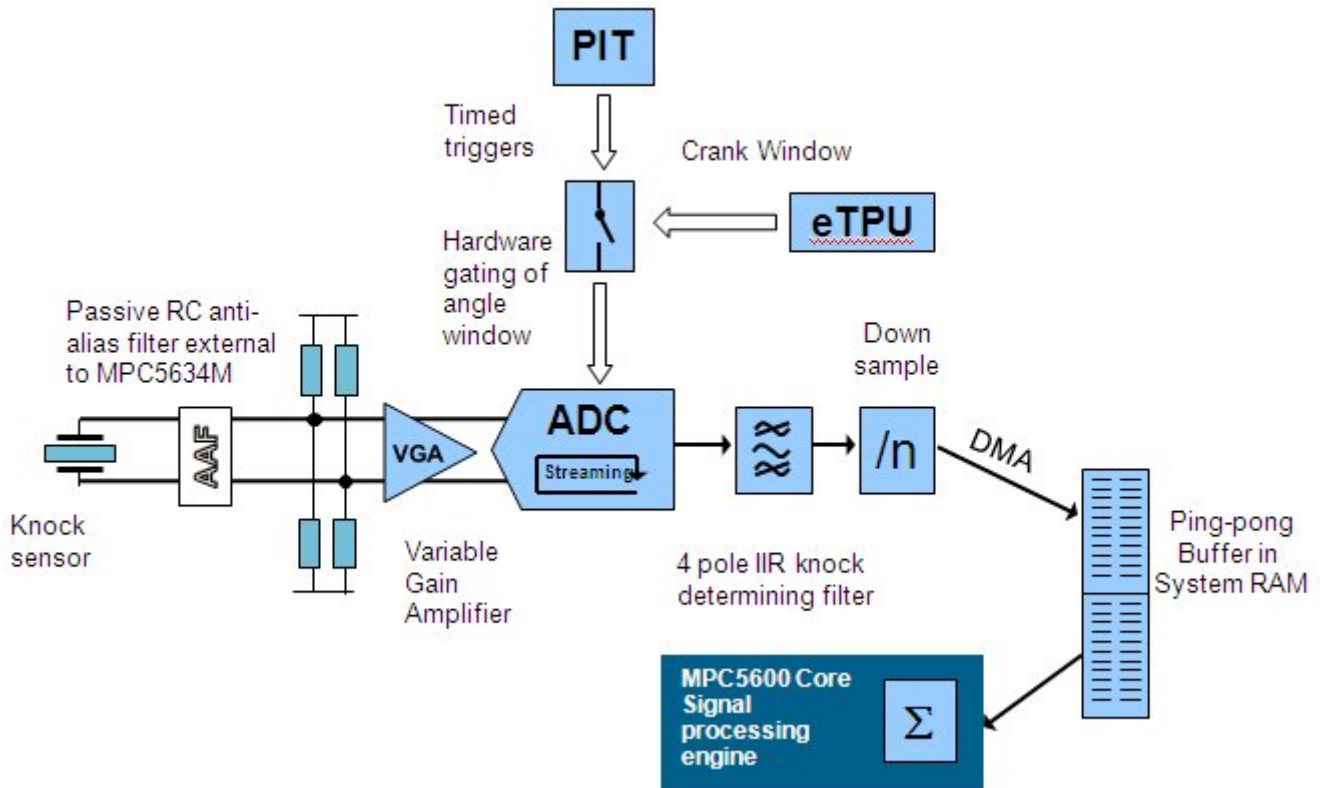 PIT
Timed
triggers
Crank Window
eTPU
Hardware
gating of
angle
window
Passive RC anti-
alias filter external
to MPC5634M
Down
sample
ADC
Streaming
AAF
VGA
/n
DMA
Knock
sensor
Variable
Gain
Amplifier
4 pole IIR knock
determining filter
Ping-pong
Buffer in
System RAM
MPC5600 Core
Signal
processing
engine
Σ